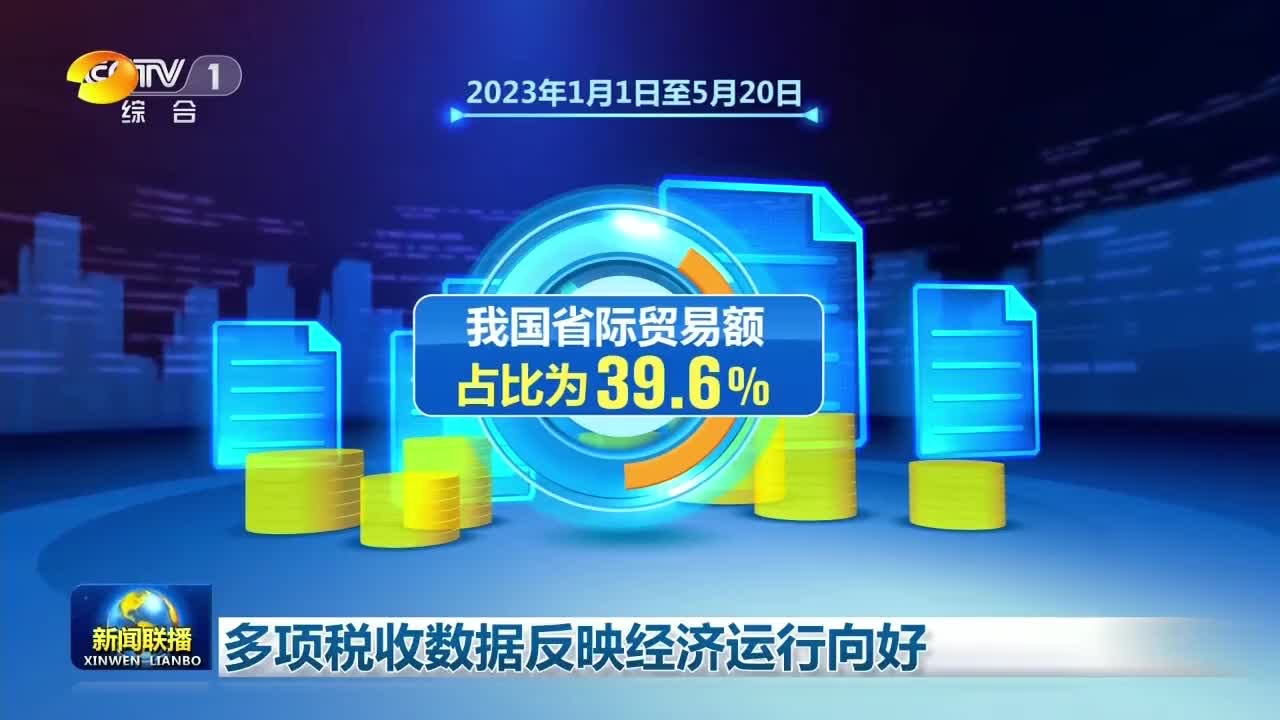 CCTV 1
综合
2023年1月1日至5月20日
我国省际贸易额
占比为39.6%
新闻联播
XINWEN LIANBO
多项税收数据反映经济运行向好